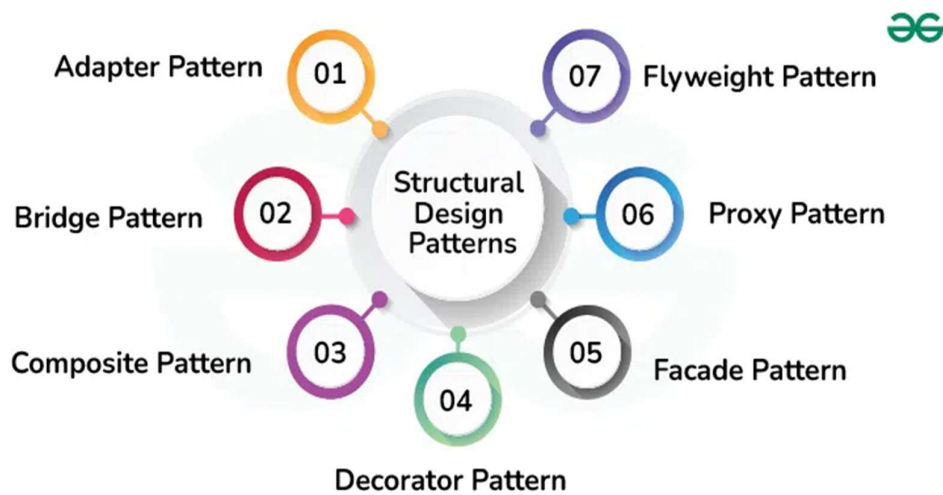 Adapter Pattern
01
07
Flyweight Pattern
Bridge Pattern
02
Structural
Design
Patterns
06
Proxy Pattern
Composite Pattern
03
04
05
Facade Pattern
Decorator Pattern